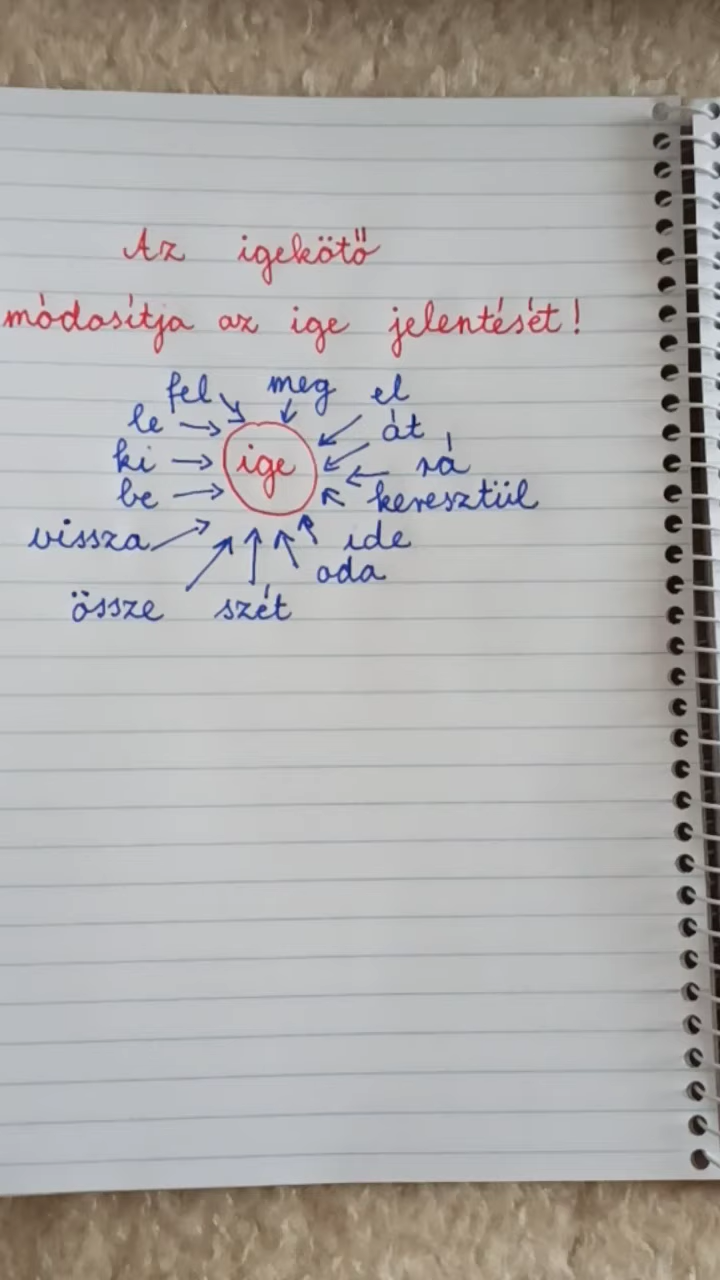 Az igekötő
módosítja az ige jelentését!
fel meg el
le át
ki ige rá
be keresztül
vissza ide
oda
össze szét